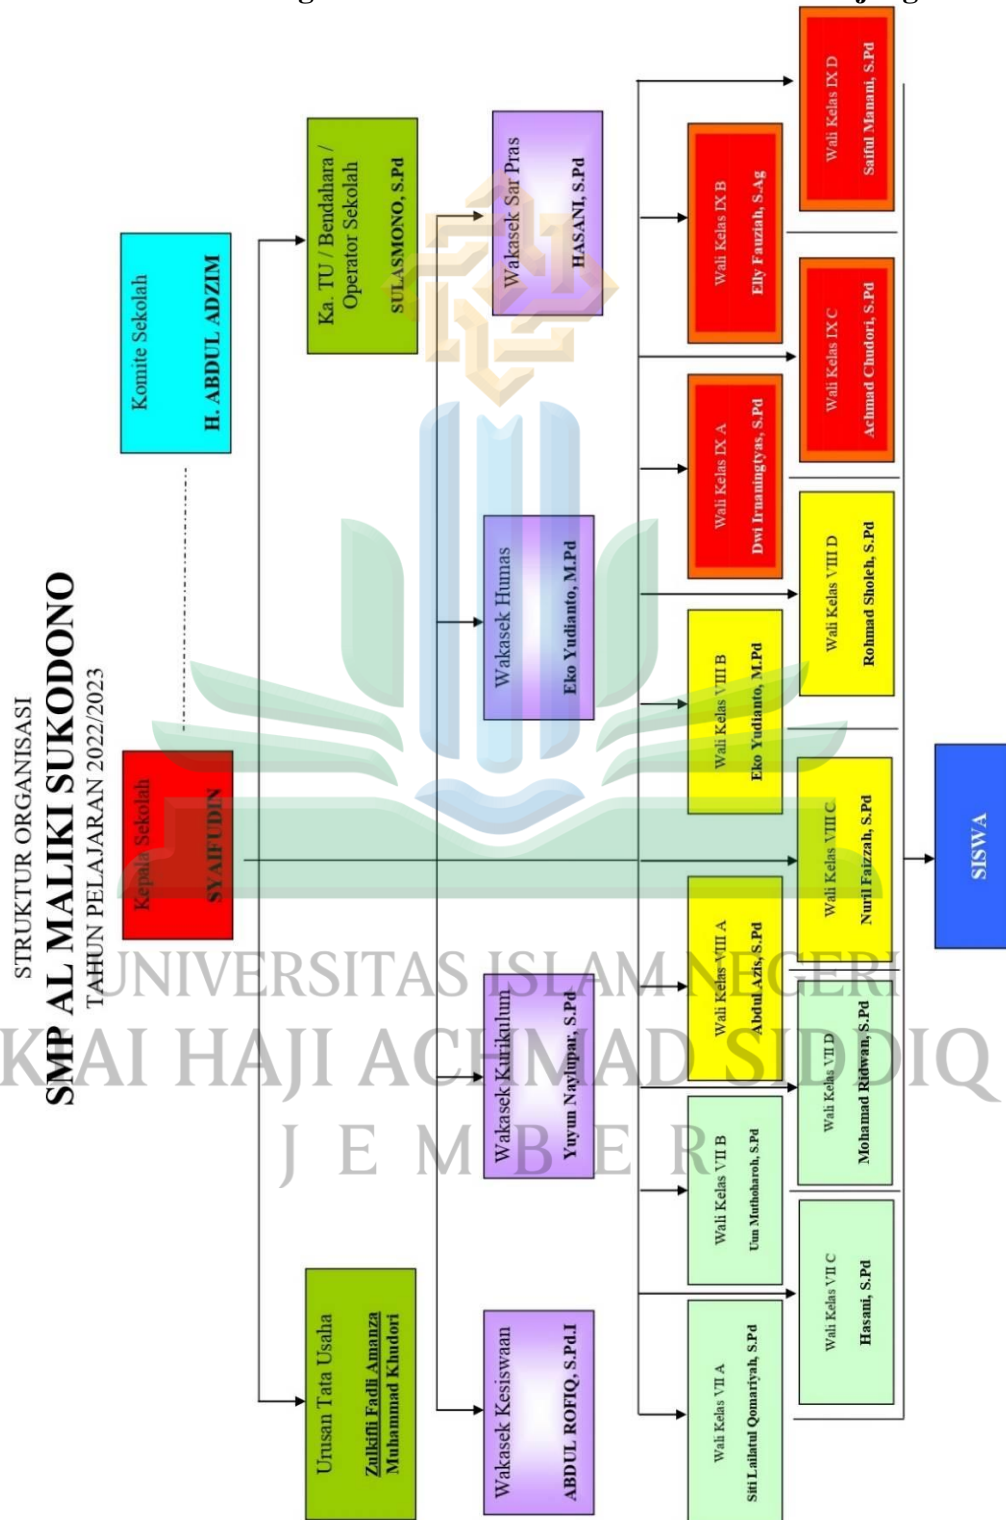 STRUKTUR ORGANISASI
SMP AL MALIKI SUKODONO
TAHUN PELAJARAN 2022/2023
Kepala Sekolah
SYAIFUDIN
Komite Sekolah
H. ABDUL ADZIM
Urusan Tata Usaha
Zulkifli Fadli Amanza
Muhammad Khudori
Ka. TU / Bendahara /
Operator Sekolah
SULASMONO, S.Pd
Wakasek Kesiswaan
ABDUL ROFIQ, S.Pd.I
Wakasek Kurikulum
Yuyun Naylupar, S.Pd
Wakasek Humas
Eko Yudianto, M.Pd
Wakasek Sar Pras
HASANI, S.Pd
Wali Kelas VII A
Siti Lailatul Qomariyah, S.Pd
Wali Kelas VII B
Uun Muthoharoh, S.Pd
Wali Kelas VIII A
Abdul Azis, S.Pd
Wali Kelas VIII B
Eko Yudianto, M.Pd
Wali Kelas IX A
Dwi Irnaningtyas, S.Pd
Wali Kelas IX B
Elly Fauziah, S.Ag
Wali Kelas VII C
Hasani, S.Pd
Wali Kelas VII D
Mohamad Ridwan, S.Pd
Wali Kelas VIII C
Nuril Faizzah, S.Pd
Wali Kelas VIII D
Rohmad Sholeh, S.Pd
Wali Kelas IX C
Achmad Chudori, S.Pd
Wali Kelas IX D
Saiful Manani, S.Pd
SISWA
UNIVERSITAS ISLAM NEGERI
KIAI HAJI ACHMAD SIDDIQ
JEMBER